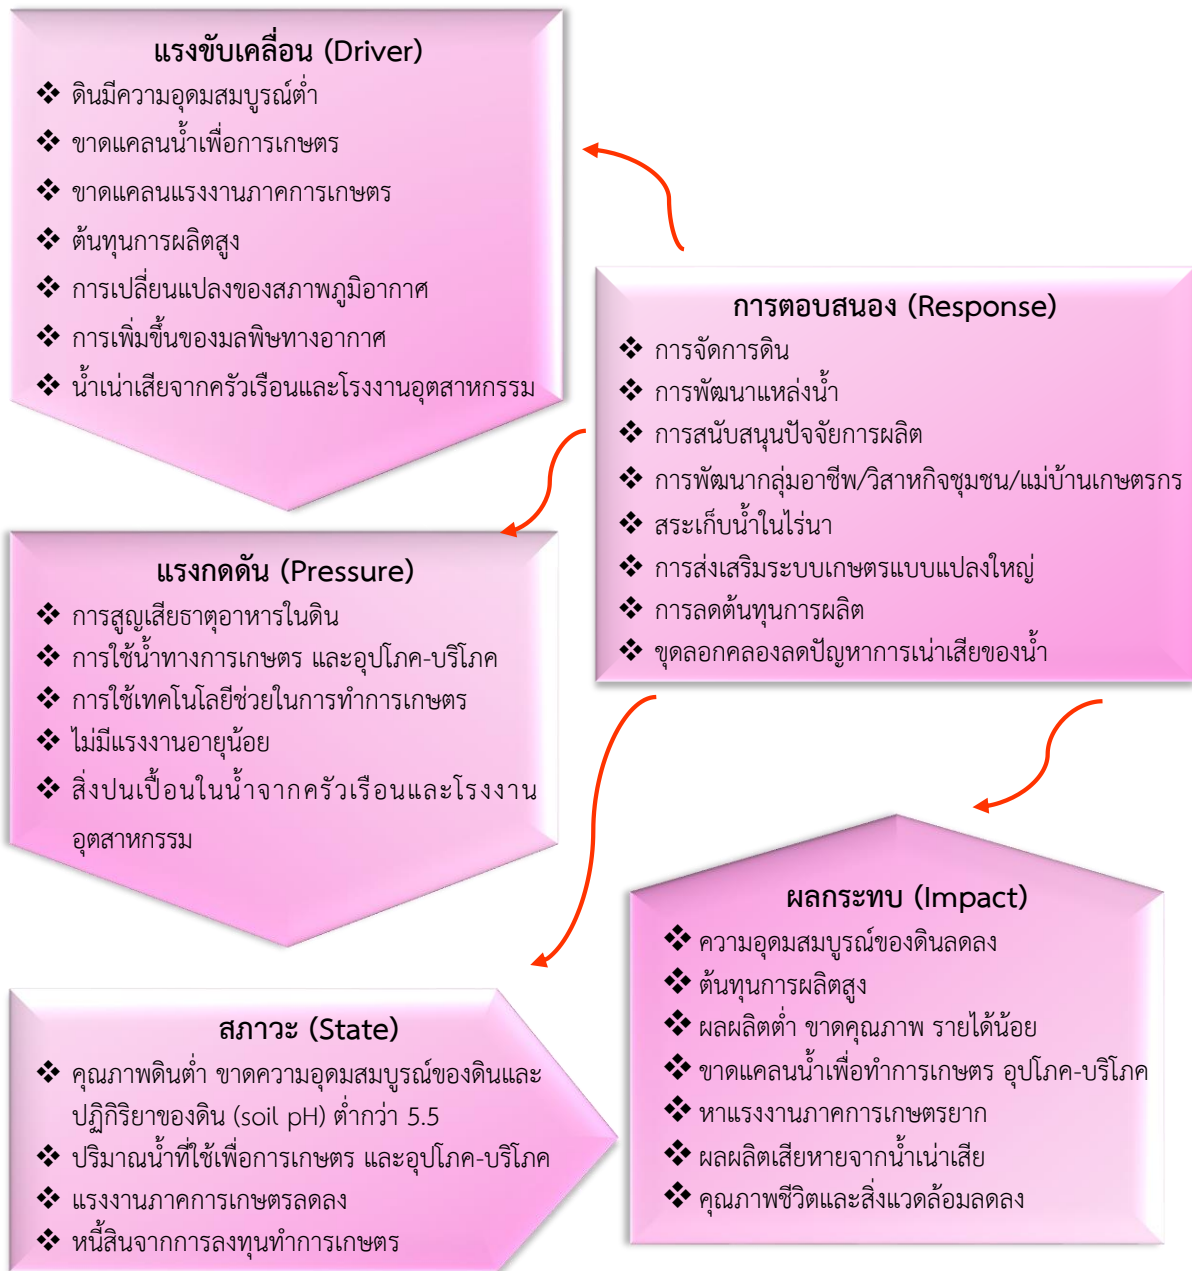 แรงขับเคลื่อน (Driver)
❖ ดินมีความอุดมสมบูรณ์ต่ำ
❖ ขาดแคลนน้ำเพื่อการเกษตร
❖ ขาดแคลนแรงงานภาคการเกษตร
❖ ต้นทุนการผลิตสูง
❖ การเปลี่ยนแปลงของสภาพภูมิอากาศ
❖ การเพิ่มขึ้นของมลพิษทางอากาศ
❖ น้ำเน่าเสียจากครัวเรือนและโรงงานอุตสาหกรรม
การตอบสนอง (Response)
❖ การจัดการดิน
❖ การพัฒนาแหล่งน้ำ
❖ การสนับสนุนปัจจัยการผลิต
❖ การพัฒนากลุ่มอาชีพ/วิสาหกิจชุมชน/แม่บ้านเกษตรกร
❖ สระเก็บน้ำในไร่นา
❖ การส่งเสริมระบบเกษตรแบบแปลงใหญ่
❖ การลดต้นทุนการผลิต
❖ ขุดลอกคลองลดปัญหาการเน่าเสียของน้ำ
แรงกดดัน (Pressure)
❖ การสูญเสียธาตุอาหารในดิน
❖ การใช้น้ำทางการเกษตร และอุปโภค-บริโภค
❖ การใช้เทคโนโลยีช่วยในการทำการเกษตร
❖ ไม่มีแรงงานอายุน้อย
❖ สิ่งปนเปื้อนในน้ำจากครัวเรือนและโรงงาน
อุตสาหกรรม
สภาวะ (State)
❖ คุณภาพดินต่ำ ขาดความอุดมสมบูรณ์ของดินและ
ปฏิกิริยาของดิน (soil pH) ต่ำกว่า 5.5
❖ ปริมาณน้ำที่ใช้เพื่อการเกษตร และอุปโภค-บริโภค
❖ แรงงานภาคการเกษตรลดลง
❖ หนี้สินจากการลงทุนทำการเกษตร
ผลกระทบ (Impact)
❖ ความอุดมสมบูรณ์ของดินลดลง
❖ ต้นทุนการผลิตสูง
❖ ผลผลิตต่ำ ขาดคุณภาพ รายได้น้อย
❖ ขาดแคลนน้ำเพื่อทำการเกษตร อุปโภค-บริโภค
❖ หาแรงงานภาคการเกษตรยาก
❖ ผลผลิตเสียหายจากน้ำเน่าเสีย
❖ คุณภาพชีวิตและสิ่งแวดล้อมลดลง